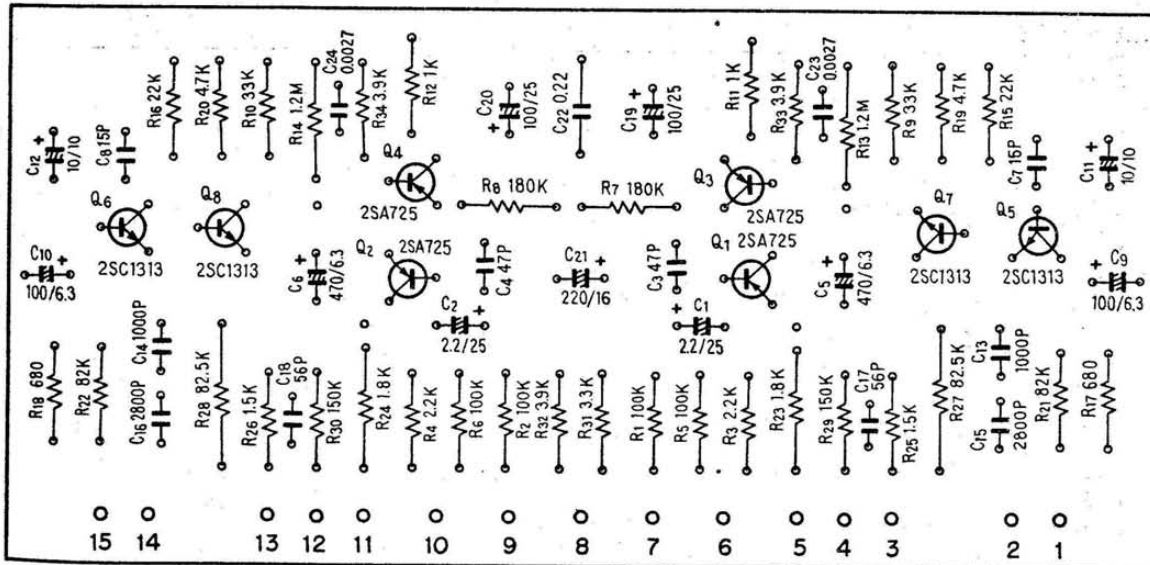 C12
10/10
+
C8 15P
R16 22K
R20 4.7K
R10 33K
R14 1.2M
C24
0.0027
R34 3.9K
R12 1K
C20
100/25
+
C22 0.22
C19 +
100/25
R11 1K
R33 3.9K
C23
0.0027
R13 1.2M
R9 33K
R19 4.7K
R15 22K
C7 15P
C11 +
10/10
Q6
2SC1313
Q8
2SC1313
Q4
2SA725
R8 180K
R7 180K
Q3
2SA725
Q7
2SC1313
Q5
2SC1313
C10 +
100/6.3
C6 +
470/6.3
Q2
2SA725
C4 47P
C21 +
220/16
C3 47P
Q1 2SA725
C5 +
470/6.3
+ C9
100/6.3
C2 +
2.2/25
+ C1
2.2/25
R18 680
R22 82K
C14 1000P
C16 2800P
R28 82.5K
R26 1.5K
C18
56P
R30 150K
R24 1.8K
R4 2.2K
R6 100K
R2 100K
R32 3.9K
R31 3.3K
R1 100K
R5 100K
R3 2.2K
R23 1.8K
R29 150K
C17
56P
R25 1.5K
R27 82.5K
C13
1000P
C15
2800P
R21 82K
R17 680
15 14 13 12 11 10 9 8 7 6 5 4 3 2 1